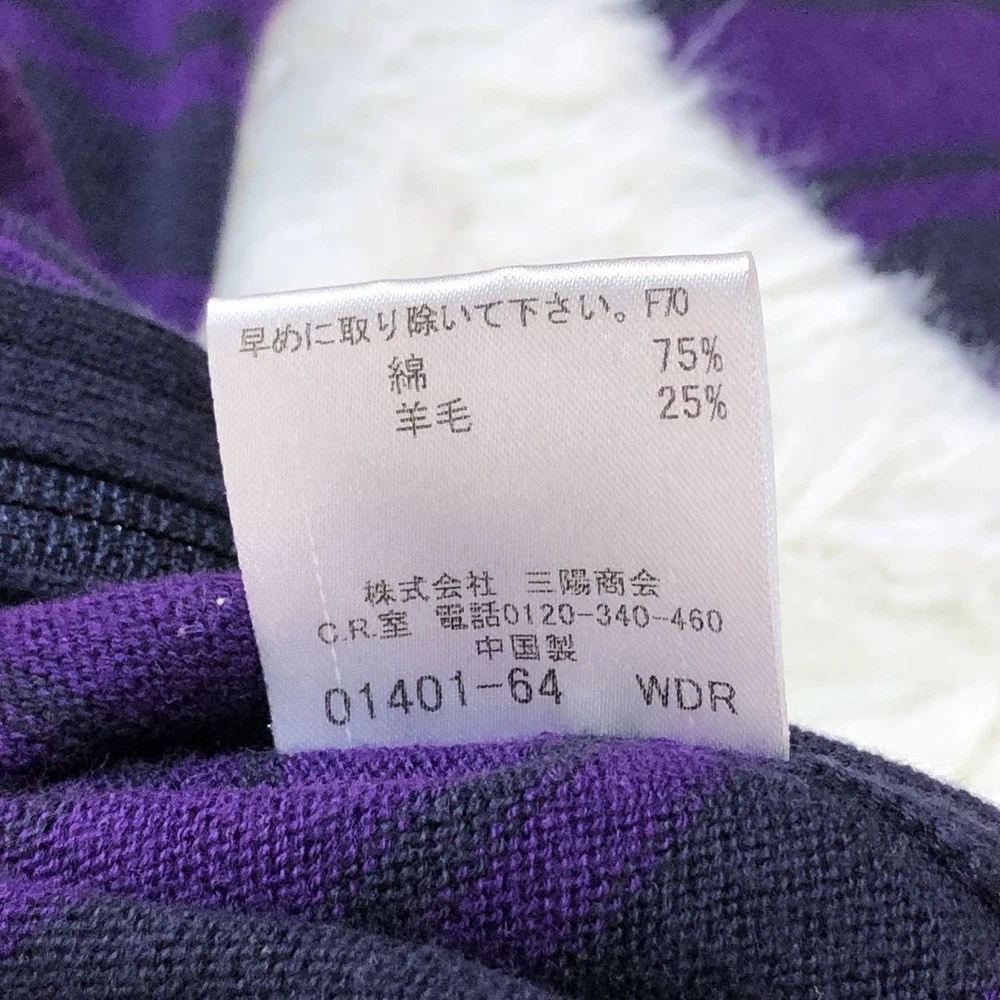 早めに取り除いて下さい。F70
綿 75%
羊毛 25%
株式会社 三陽商会
C.R.室 電話0120-340-460
中国製
01401-64 WDR